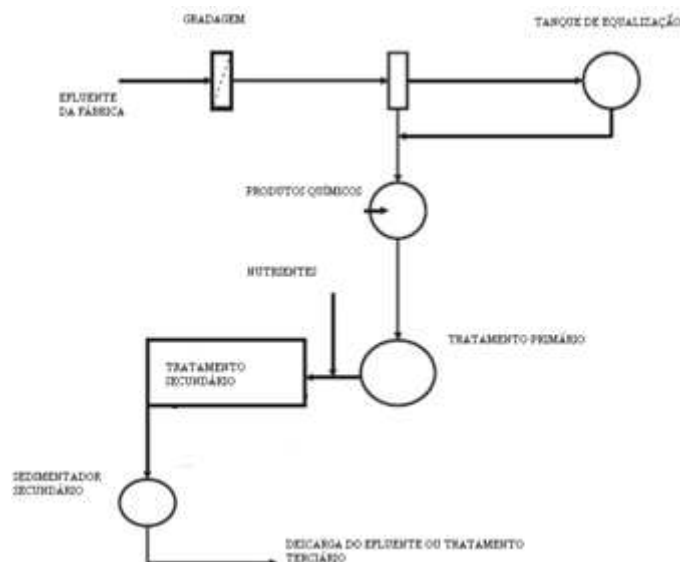 GRADAGEM
TANQUE DE EQUALIZAÇÃO
EFLUENTE
DA FÁBRICA
PRODUTOS QUÍMICOS
NUTRIENTES
TRATAMENTO PRIMÁRIO
TRATAMENTO
SECUNDÁRIO
SEDIMENTADOR
SECUNDÁRIO
DESCARGA DO EFLUENTE OU TRATAMENTO
TERCIÁRIO